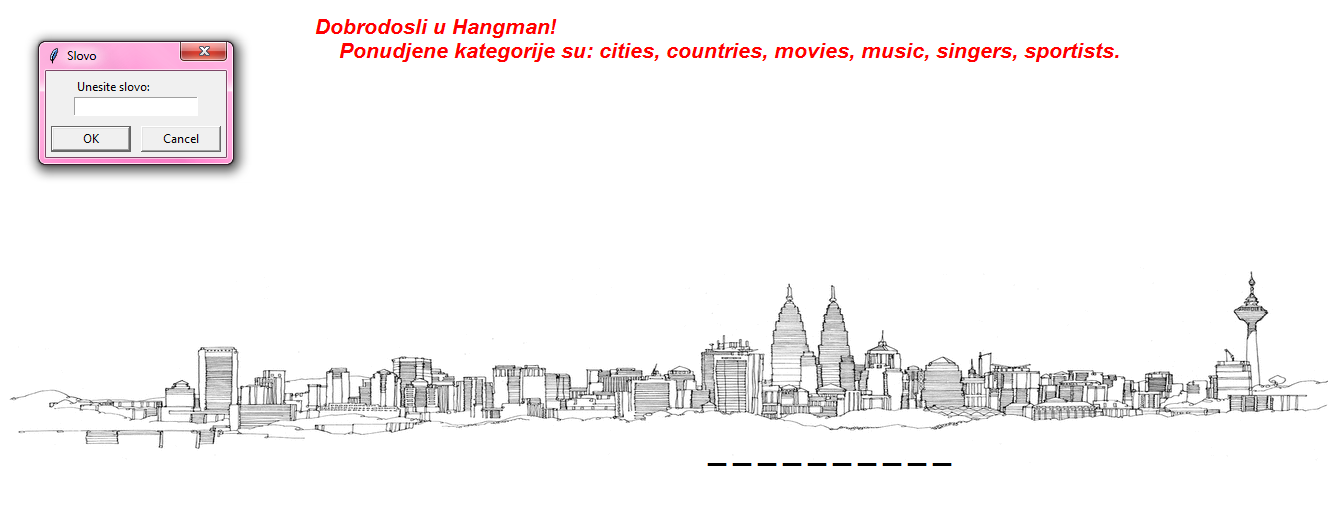 Slovo
Unesite slovo:
OK
Cancel
Dobrodosli u Hangman!
Ponudjene kategorije su: cities, countries, movies, music, singers, sportists.
_ _ _ _ _ _ _ _ _ _